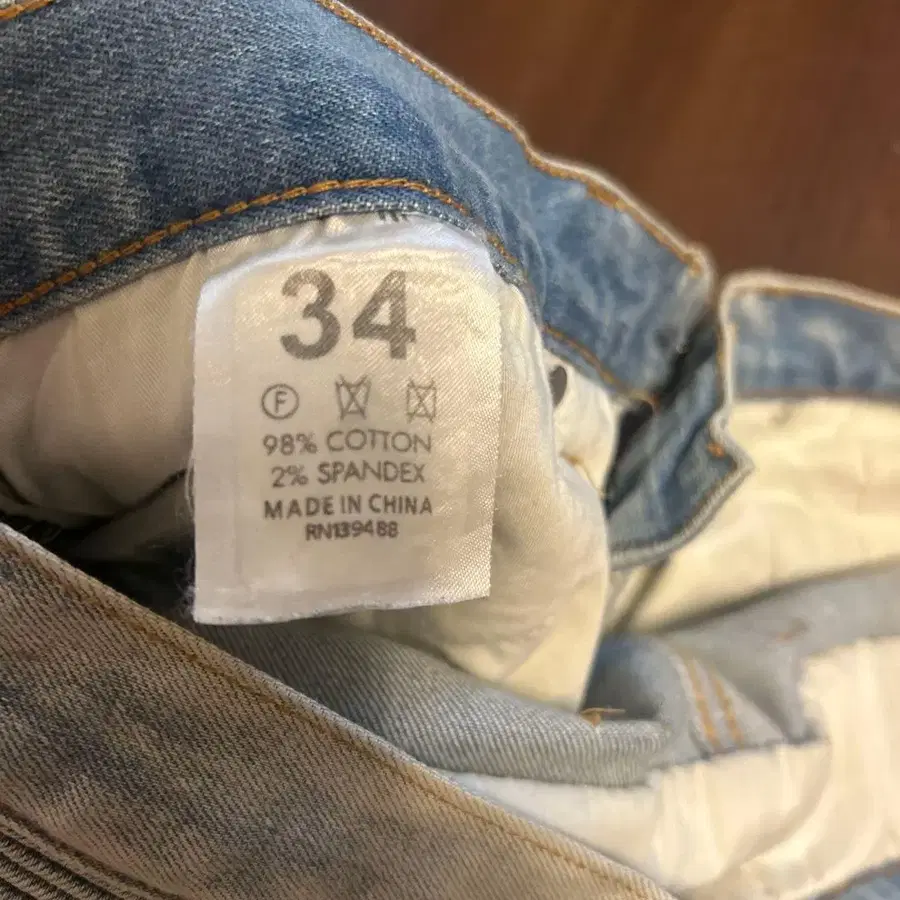 34
F
98% COTTON
2% SPANDEX
MADE IN CHINA
RN139488